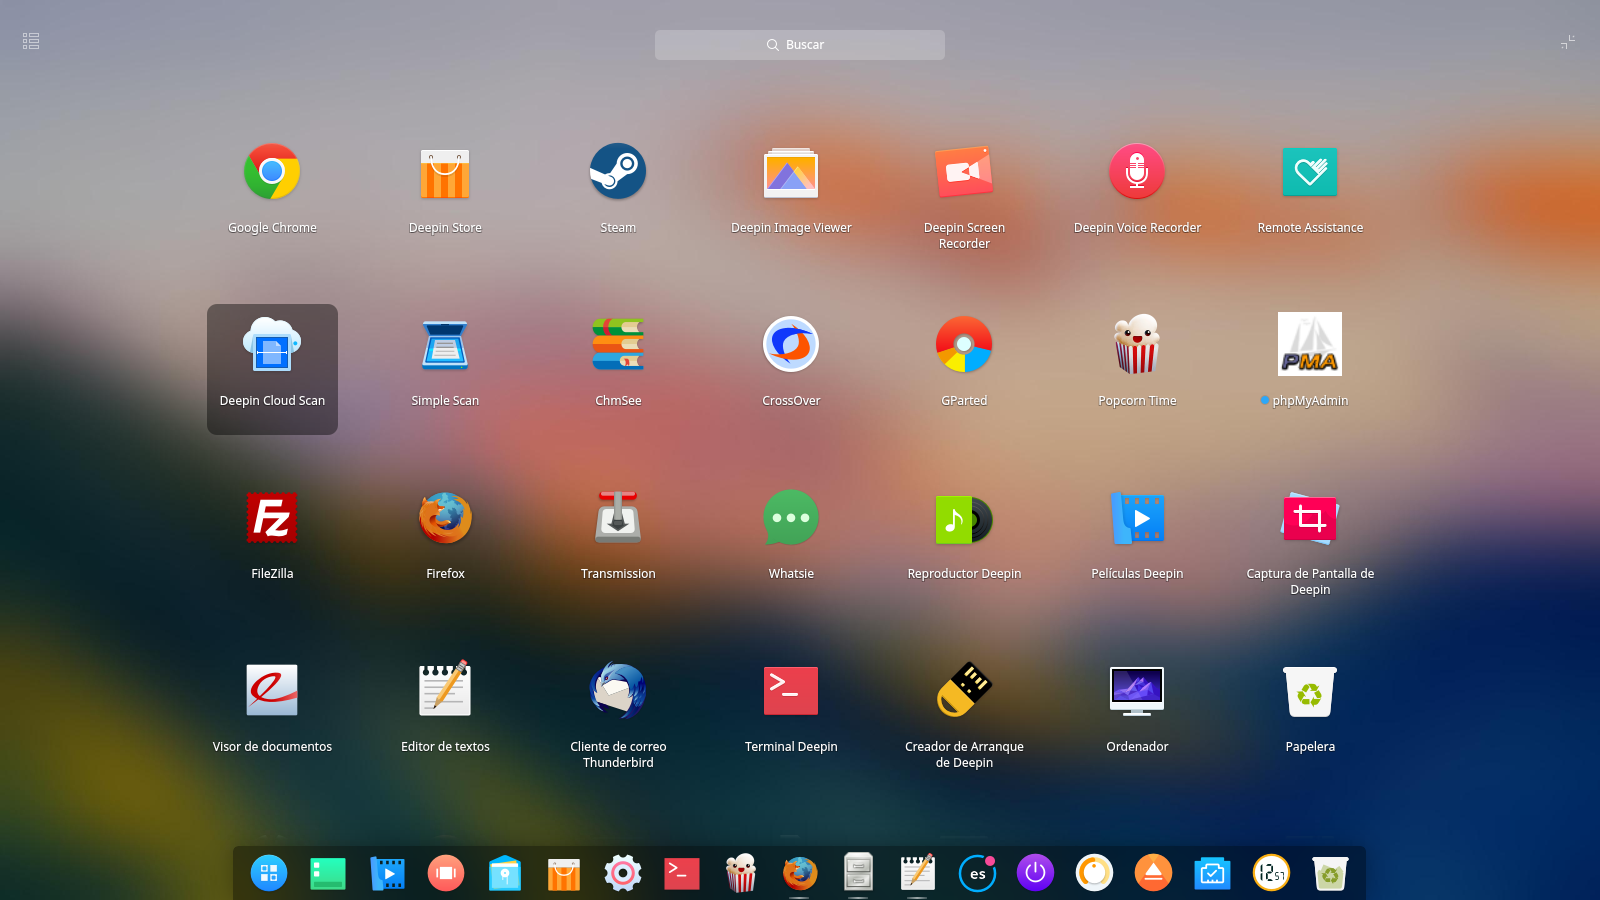 Buscar
Google Chrome
Deepin Store
Steam
Deepin Image Viewer
Deepin Screen
Recorder
Deepin Voice Recorder
Remote Assistance
Deepin Cloud Scan
Simple Scan
ChmSee
CrossOver
GParted
Popcorn Time
PMA
phpMyAdmin
Fz
FileZilla
Firefox
Transmission
Whatsie
Reproductor Deepin
Películas Deepin
Captura de Pantalla de
Deepin
Visor de documentos
Editor de textos
Cliente de correo
Thunderbird
>_
Terminal Deepin
Creador de Arranque
de Deepin
Ordenador
Papelera
>_
es
12 57